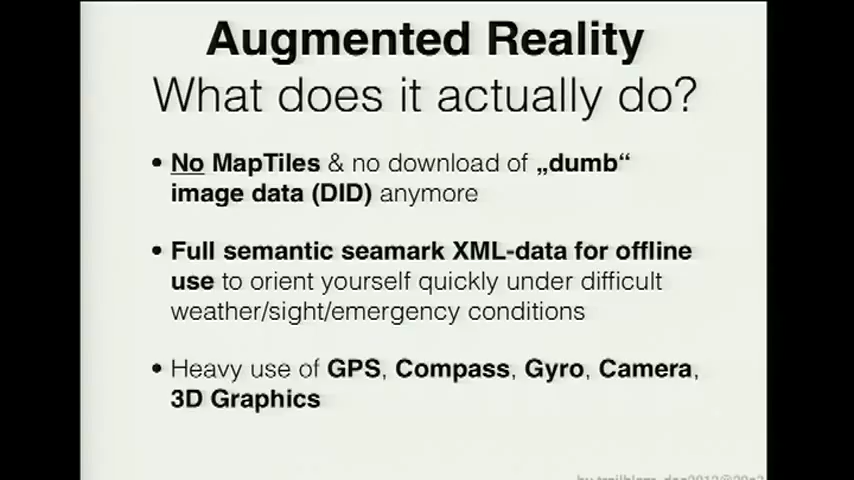 Augmented Reality
What does it actually do?
• No MapTiles & no download of „dumb“
image data (DID) anymore
• Full semantic seamark XML-data for offline
use to orient yourself quickly under difficult
weather/sight/emergency conditions
• Heavy use of GPS, Compass, Gyro, Camera,
3D Graphics